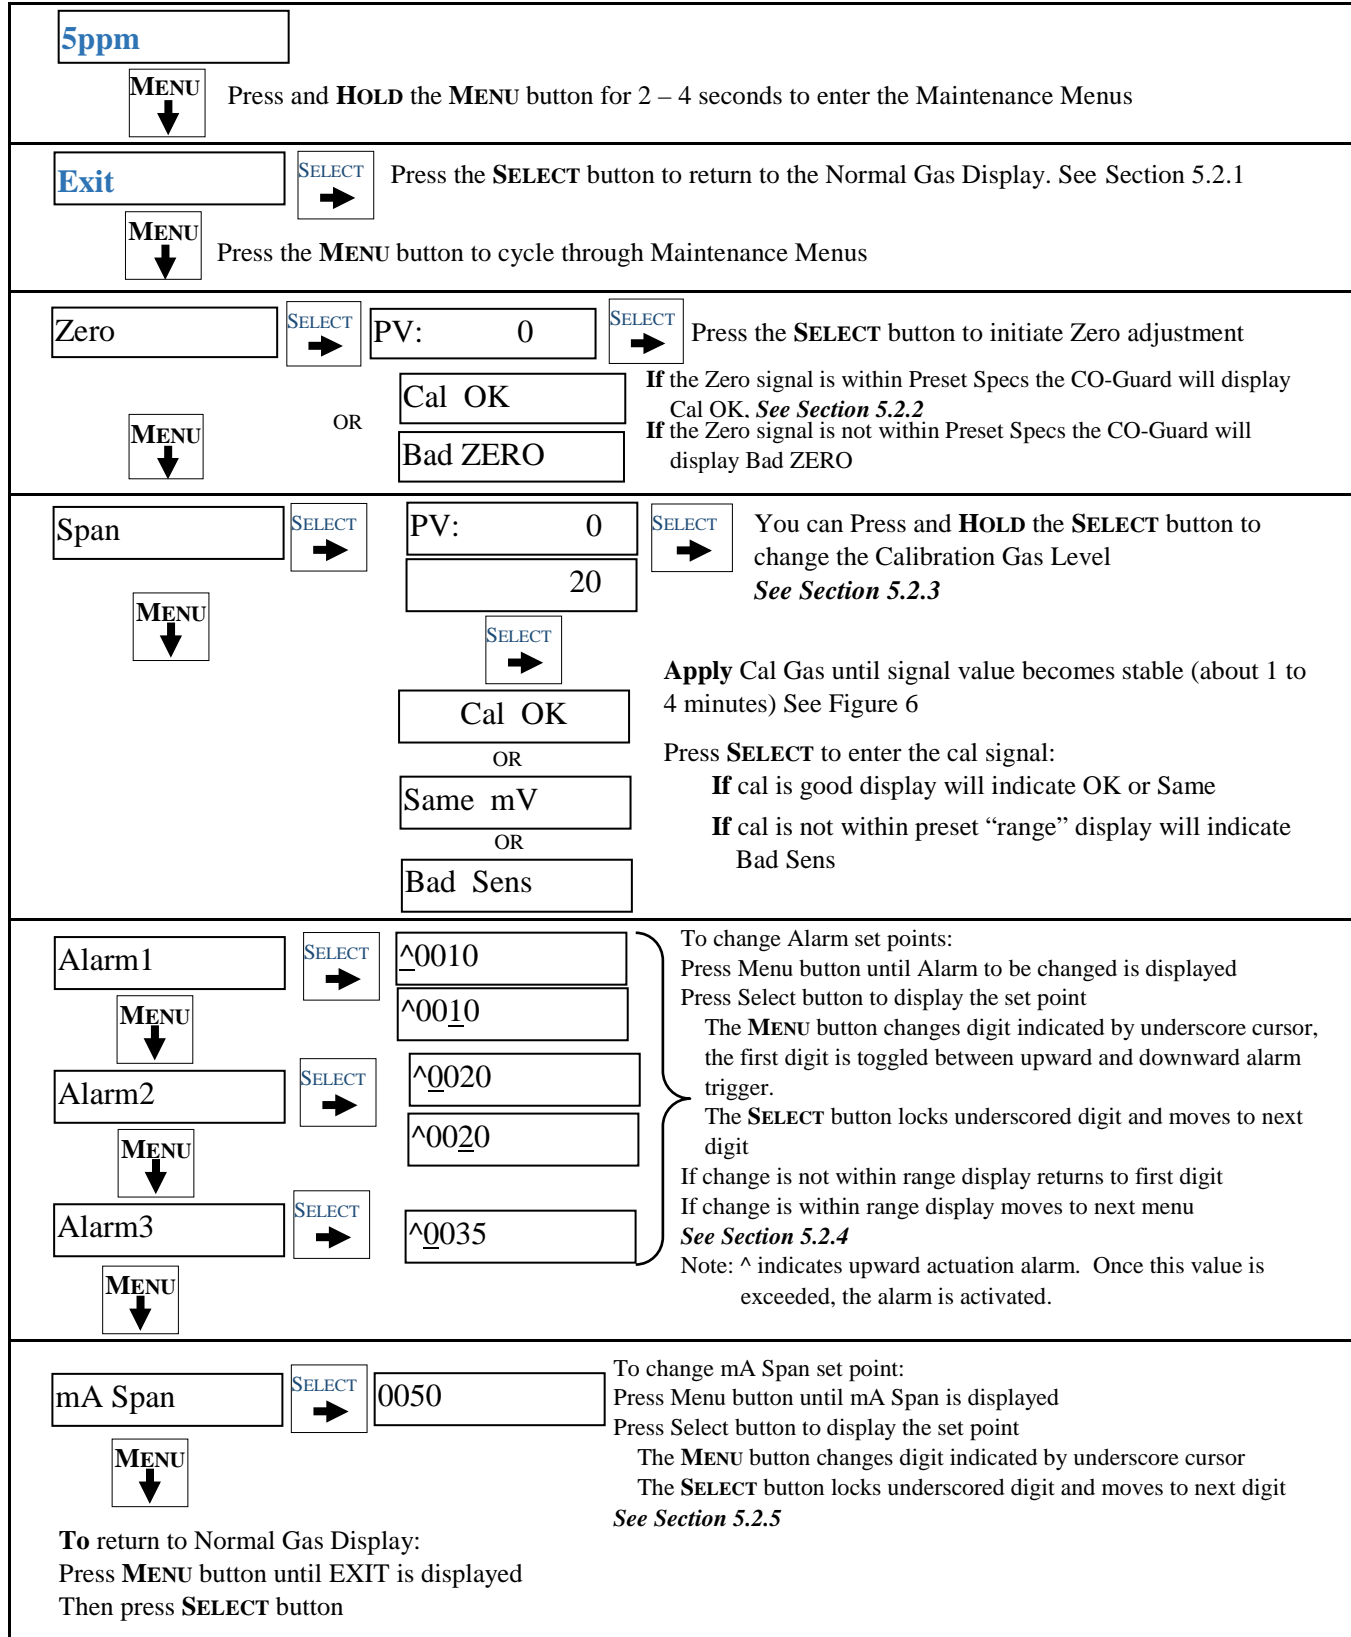 5ppm
MENU
Press and HOLD the MENU button for 2 – 4 seconds to enter the Maintenance Menus
Exit
SELECT
Press the SELECT button to return to the Normal Gas Display. See Section 5.2.1
MENU
Press the MENU button to cycle through Maintenance Menus
Zero
SELECT
PV: 0
SELECT
Press the SELECT button to initiate Zero adjustment
MENU
OR
Cal OK
Bad ZERO
If the Zero signal is within Preset Specs the CO-Guard will display
Cal OK. See Section 5.2.2
If the Zero signal is not within Preset Specs the CO-Guard will
display Bad ZERO
Span
SELECT
PV: 0
20
SELECT
You can Press and HOLD the SELECT button to
change the Calibration Gas Level
See Section 5.2.3
MENU
SELECT
Cal OK
OR
Same mV
OR
Bad Sens
Apply Cal Gas until signal value becomes stable (about 1 to
4 minutes) See Figure 6
Press SELECT to enter the cal signal:
If cal is good display will indicate OK or Same
If cal is not within preset “range” display will indicate
Bad Sens
Alarm1
SELECT
^0010
^0010
MENU
Alarm2
SELECT
^0020
^0020
MENU
Alarm3
SELECT
^0035
MENU
To change Alarm set points:
Press Menu button until Alarm to be changed is displayed
Press Select button to display the set point
The MENU button changes digit indicated by underscore cursor,
the first digit is toggled between upward and downward alarm
trigger.
The SELECT button locks underscored digit and moves to next
digit
If change is not within range display returns to first digit
If change is within range display moves to next menu
See Section 5.2.4
Note: ^ indicates upward actuation alarm. Once this value is
exceeded, the alarm is activated.
mA Span
SELECT
0050
MENU
To change mA Span set point:
Press Menu button until mA Span is displayed
Press Select button to display the set point
The MENU button changes digit indicated by underscore cursor
The SELECT button locks underscored digit and moves to next digit
See Section 5.2.5
To return to Normal Gas Display:
Press MENU button until EXIT is displayed
Then press SELECT button